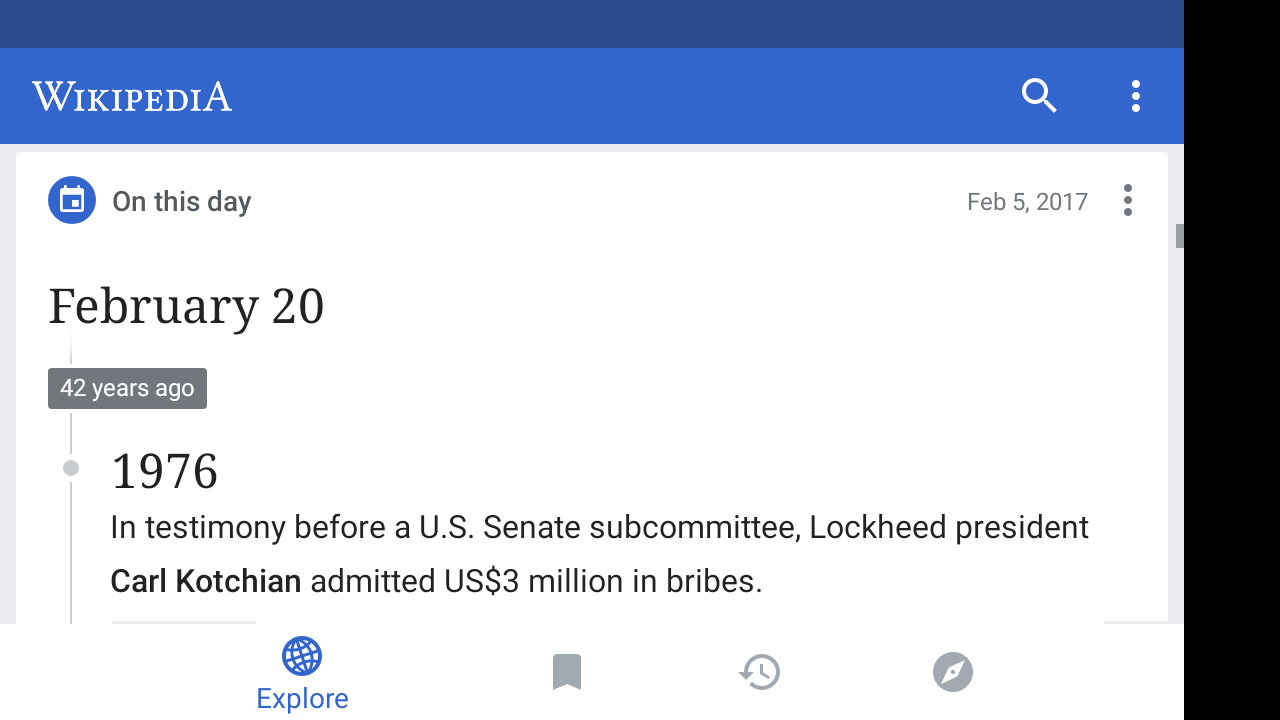 WIKIPEDIA
On this day
Feb 5, 2017
February 20
42 years ago
1976
In testimony before a U.S. Senate subcommittee, Lockheed president
Carl Kotchian admitted US$3 million in bribes.
Explore